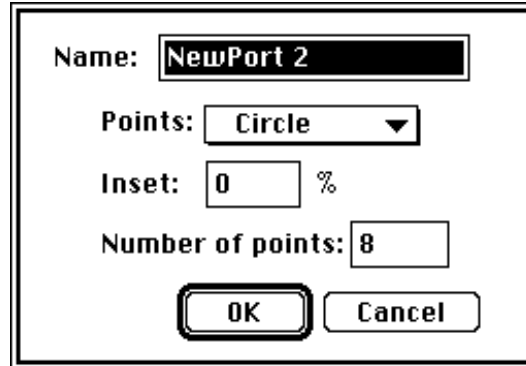 Name: NewPort 2
Points: Circle
Inset: 0 %
Number of points: 8
OK Cancel